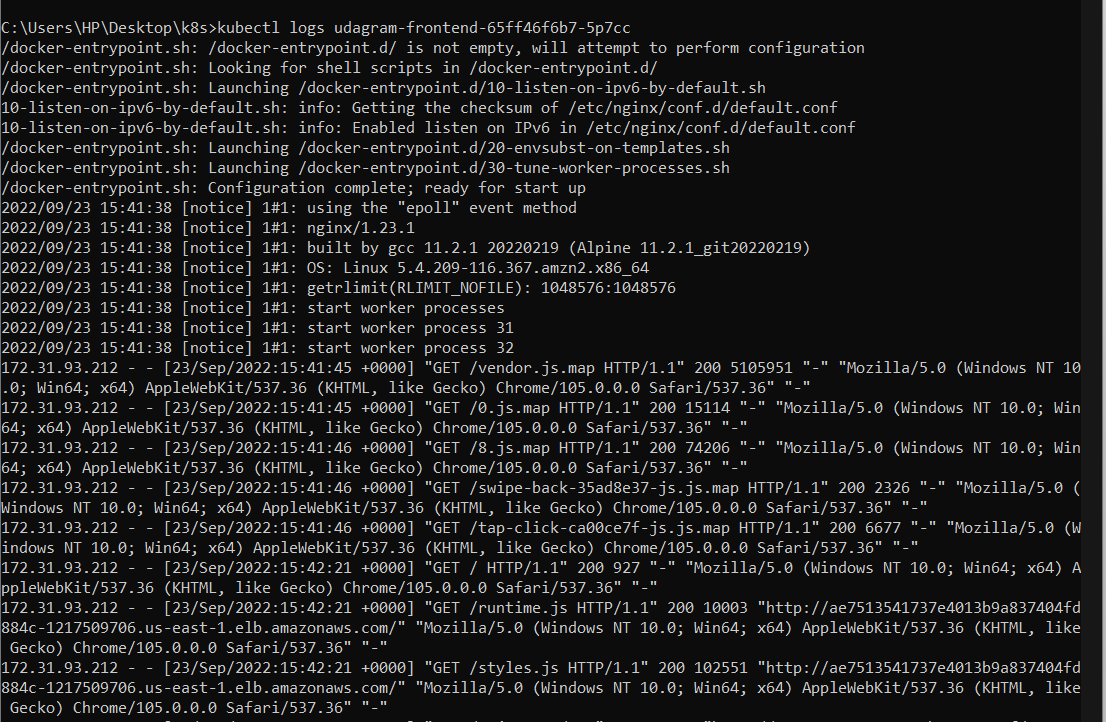 C:\Users\HP\Desktop\k8s>kubectl logs udagram-frontend-65ff46f6b7-5p7cc
/docker-entrypoint.sh: /docker-entrypoint.d/ is not empty, will attempt to perform configuration
/docker-entrypoint.sh: Looking for shell scripts in /docker-entrypoint.d/
/docker-entrypoint.sh: Launching /docker-entrypoint.d/10-listen-on-ipv6-by-default.sh
10-listen-on-ipv6-by-default.sh: info: Getting the checksum of /etc/nginx/conf.d/default.conf
10-listen-on-ipv6-by-default.sh: info: Enabled listen on IPv6 in /etc/nginx/conf.d/default.conf
/docker-entrypoint.sh: Launching /docker-entrypoint.d/20-envsubst-on-templates.sh
/docker-entrypoint.sh: Launching /docker-entrypoint.d/30-tune-worker-processes.sh
/docker-entrypoint.sh: Configuration complete; ready for start up
2022/09/23 15:41:38 [notice] 1#1: using the "epoll" event method
2022/09/23 15:41:38 [notice] 1#1: nginx/1.23.1
2022/09/23 15:41:38 [notice] 1#1: built by gcc 11.2.1 20220219 (Alpine 11.2.1_git20220219)
2022/09/23 15:41:38 [notice] 1#1: OS: Linux 5.4.209-116.367.amzn2.x86_64
2022/09/23 15:41:38 [notice] 1#1: getrlimit(RLIMIT_NOFILE): 1048576:1048576
2022/09/23 15:41:38 [notice] 1#1: start worker processes
2022/09/23 15:41:38 [notice] 1#1: start worker process 31
2022/09/23 15:41:38 [notice] 1#1: start worker process 32
172.31.93.212 - - [23/Sep/2022:15:41:45 +0000] "GET /vendor.js.map HTTP/1.1" 200 5105951 "-" "Mozilla/5.0 (Windows NT 10
.0; Win64; x64) AppleWebKit/537.36 (KHTML, like Gecko) Chrome/105.0.0.0 Safari/537.36" "-"
172.31.93.212 - - [23/Sep/2022:15:41:45 +0000] "GET /0.js.map HTTP/1.1" 200 15114 "-" "Mozilla/5.0 (Windows NT 10.0; Win
64; x64) AppleWebKit/537.36 (KHTML, like Gecko) Chrome/105.0.0.0 Safari/537.36" "-"
172.31.93.212 - - [23/Sep/2022:15:41:46 +0000] "GET /8.js.map HTTP/1.1" 200 74206 "-" "Mozilla/5.0 (Windows NT 10.0; Win
64; x64) AppleWebKit/537.36 (KHTML, like Gecko) Chrome/105.0.0.0 Safari/537.36" "-"
172.31.93.212 - - [23/Sep/2022:15:41:46 +0000] "GET /swipe-back-35ad8e37-js.js.map HTTP/1.1" 200 2326 "-" "Mozilla/5.0 (
Windows NT 10.0; Win64; x64) AppleWebKit/537.36 (KHTML, like Gecko) Chrome/105.0.0.0 Safari/537.36" "-"
172.31.93.212 - - [23/Sep/2022:15:41:46 +0000] "GET /tap-click-ca00ce7f-js.js.map HTTP/1.1" 200 6677 "-" "Mozilla/5.0 (W
indows NT 10.0; Win64; x64) AppleWebKit/537.36 (KHTML, like Gecko) Chrome/105.0.0.0 Safari/537.36" "-"
172.31.93.212 - - [23/Sep/2022:15:42:21 +0000] "GET / HTTP/1.1" 200 927 "-" "Mozilla/5.0 (Windows NT 10.0; Win64; x64) A
ppleWebKit/537.36 (KHTML, like Gecko) Chrome/105.0.0.0 Safari/537.36" "-"
172.31.93.212 - - [23/Sep/2022:15:42:21 +0000] "GET /runtime.js HTTP/1.1" 200 10003 "http://ae7513541737e4013b9a837404fd
884c-1217509706.us-east-1.elb.amazonaws.com/" "Mozilla/5.0 (Windows NT 10.0; Win64; x64) AppleWebKit/537.36 (KHTML, like
 Gecko) Chrome/105.0.0.0 Safari/537.36" "-"
172.31.93.212 - - [23/Sep/2022:15:42:21 +0000] "GET /styles.js HTTP/1.1" 200 102551 "http://ae7513541737e4013b9a837404fd
884c-1217509706.us-east-1.elb.amazonaws.com/" "Mozilla/5.0 (Windows NT 10.0; Win64; x64) AppleWebKit/537.36 (KHTML, like
 Gecko) Chrome/105.0.0.0 Safari/537.36" "-"